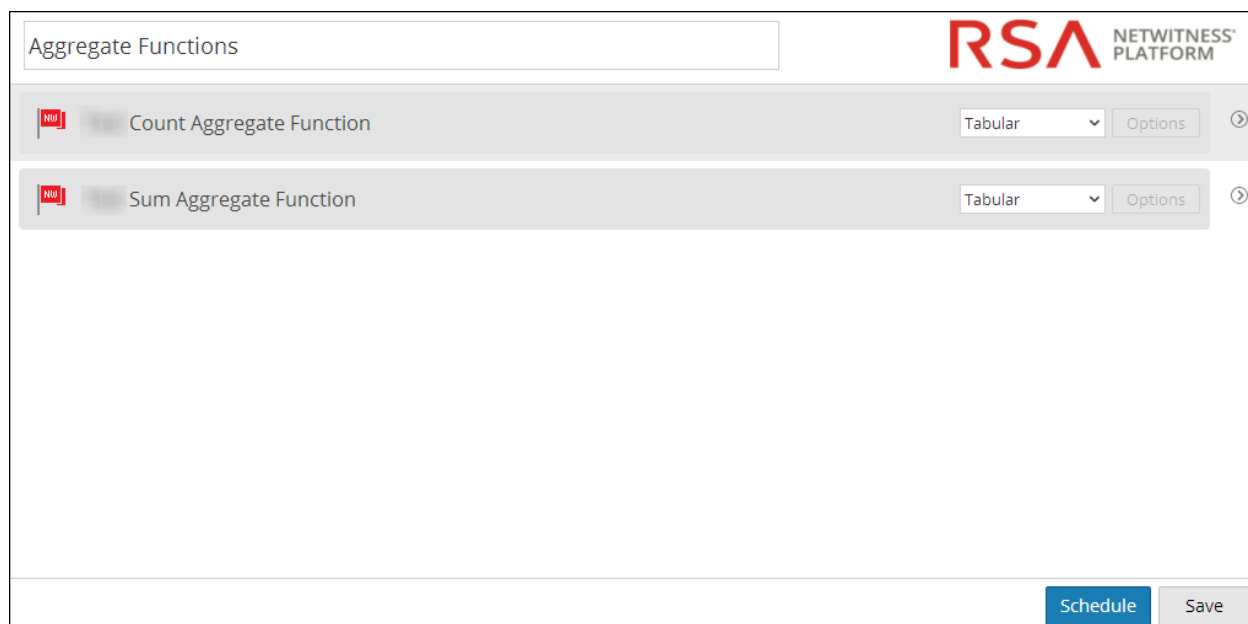 Aggregate Functions
RSA NETWITNESS® PLATFORM
NW Count Aggregate Function Tabular Options
NW Sum Aggregate Function Tabular Options
Schedule Save